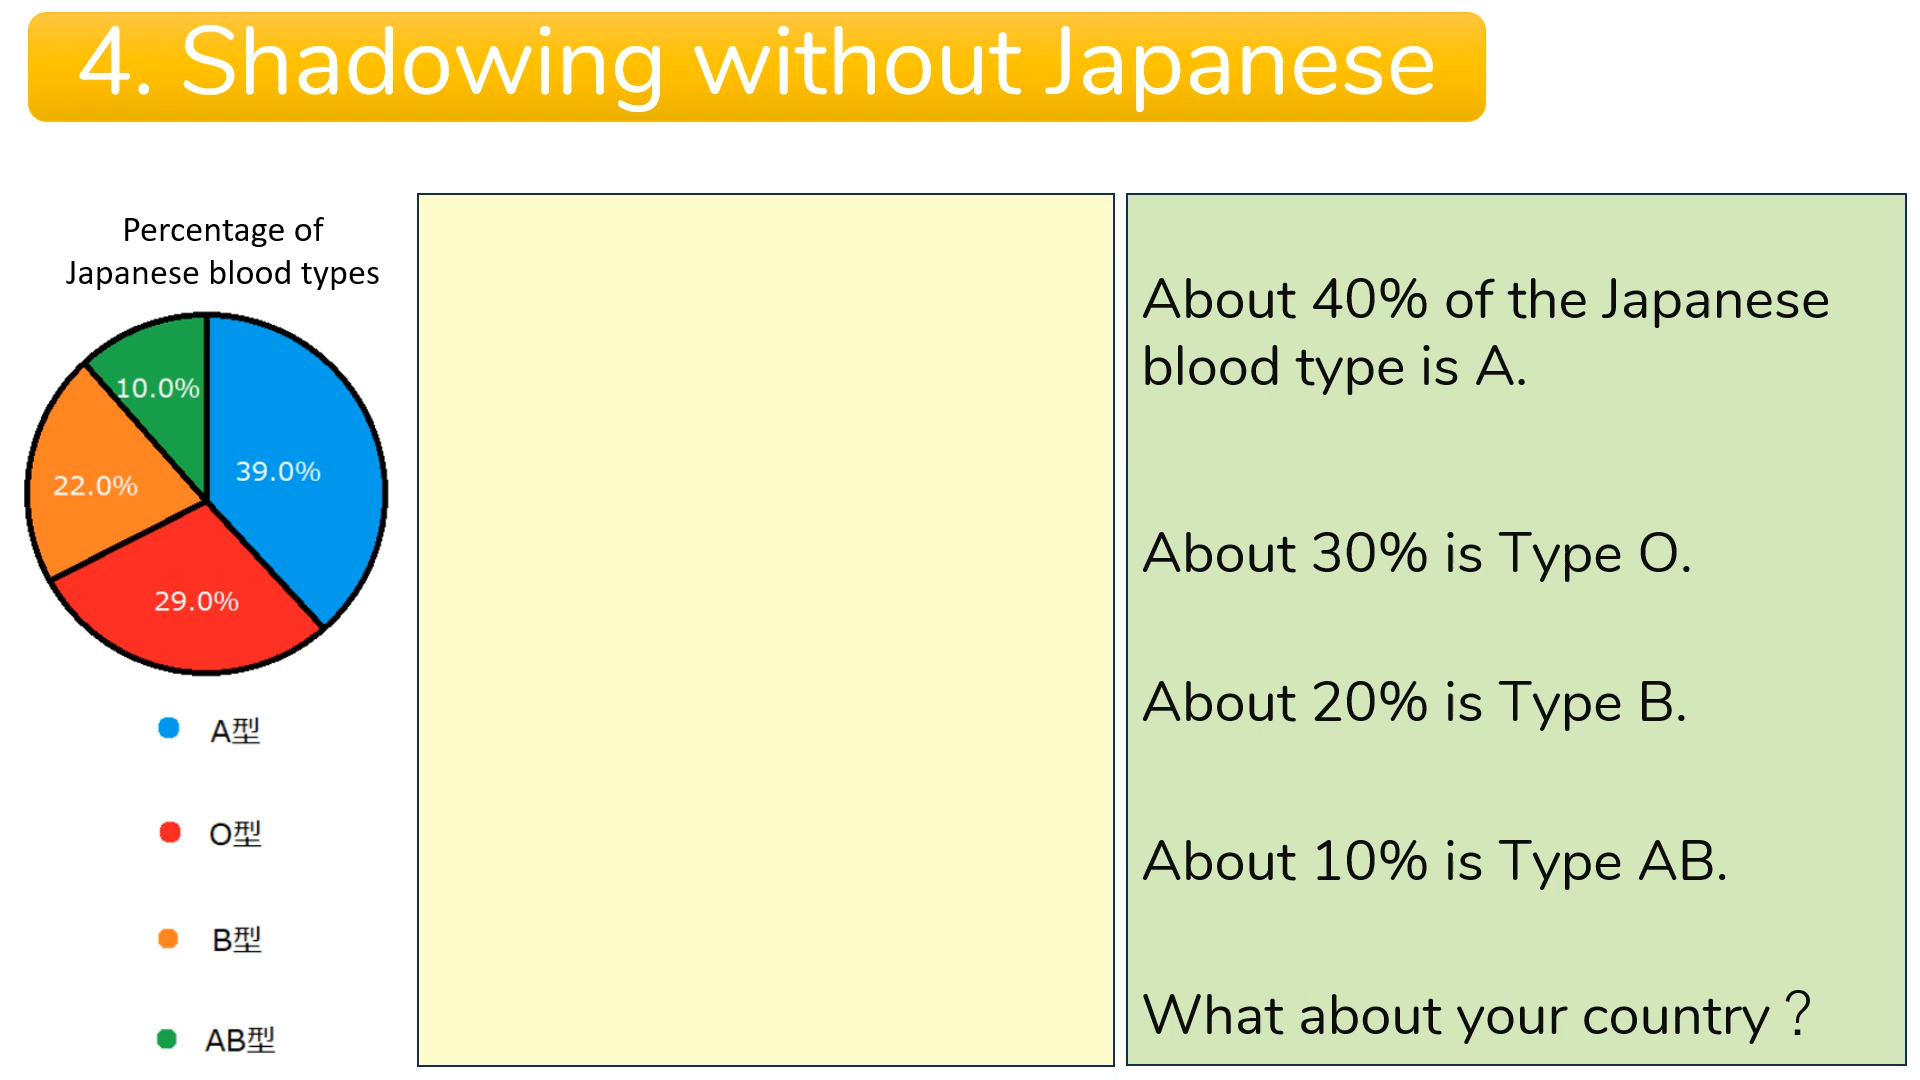 4. Shadowing without Japanese
Percentage of
Japanese blood types
10.0%
39.0%
22.0%
29.0%
A型
O型
B型
AB型
About 40% of the Japanese
blood type is A.
About 30% is Type O.
About 20% is Type B.
About 10% is Type AB.
What about your country？